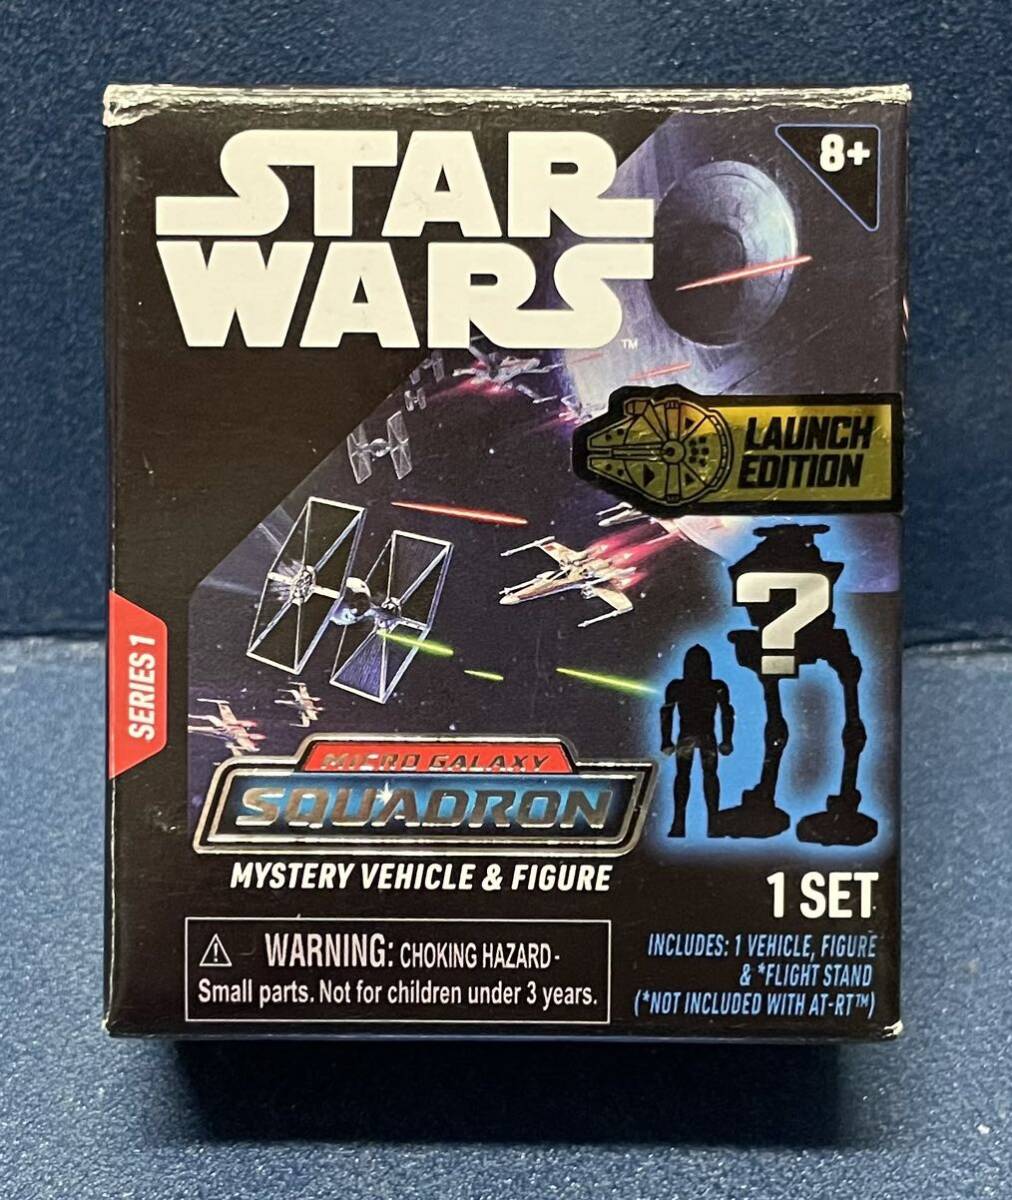 STAR
WARS
™
8+
LAUNCH
EDITION
?
SERIES 1
MICRO GALAXY
SQUADRON
MYSTERY VEHICLE & FIGURE
1 SET
INCLUDES: 1 VEHICLE, FIGURE
& *FLIGHT STAND
(*NOT INCLUDED WITH AT-RT™)
⚠ WARNING: CHOKING HAZARD-
Small parts. Not for children under 3 years.